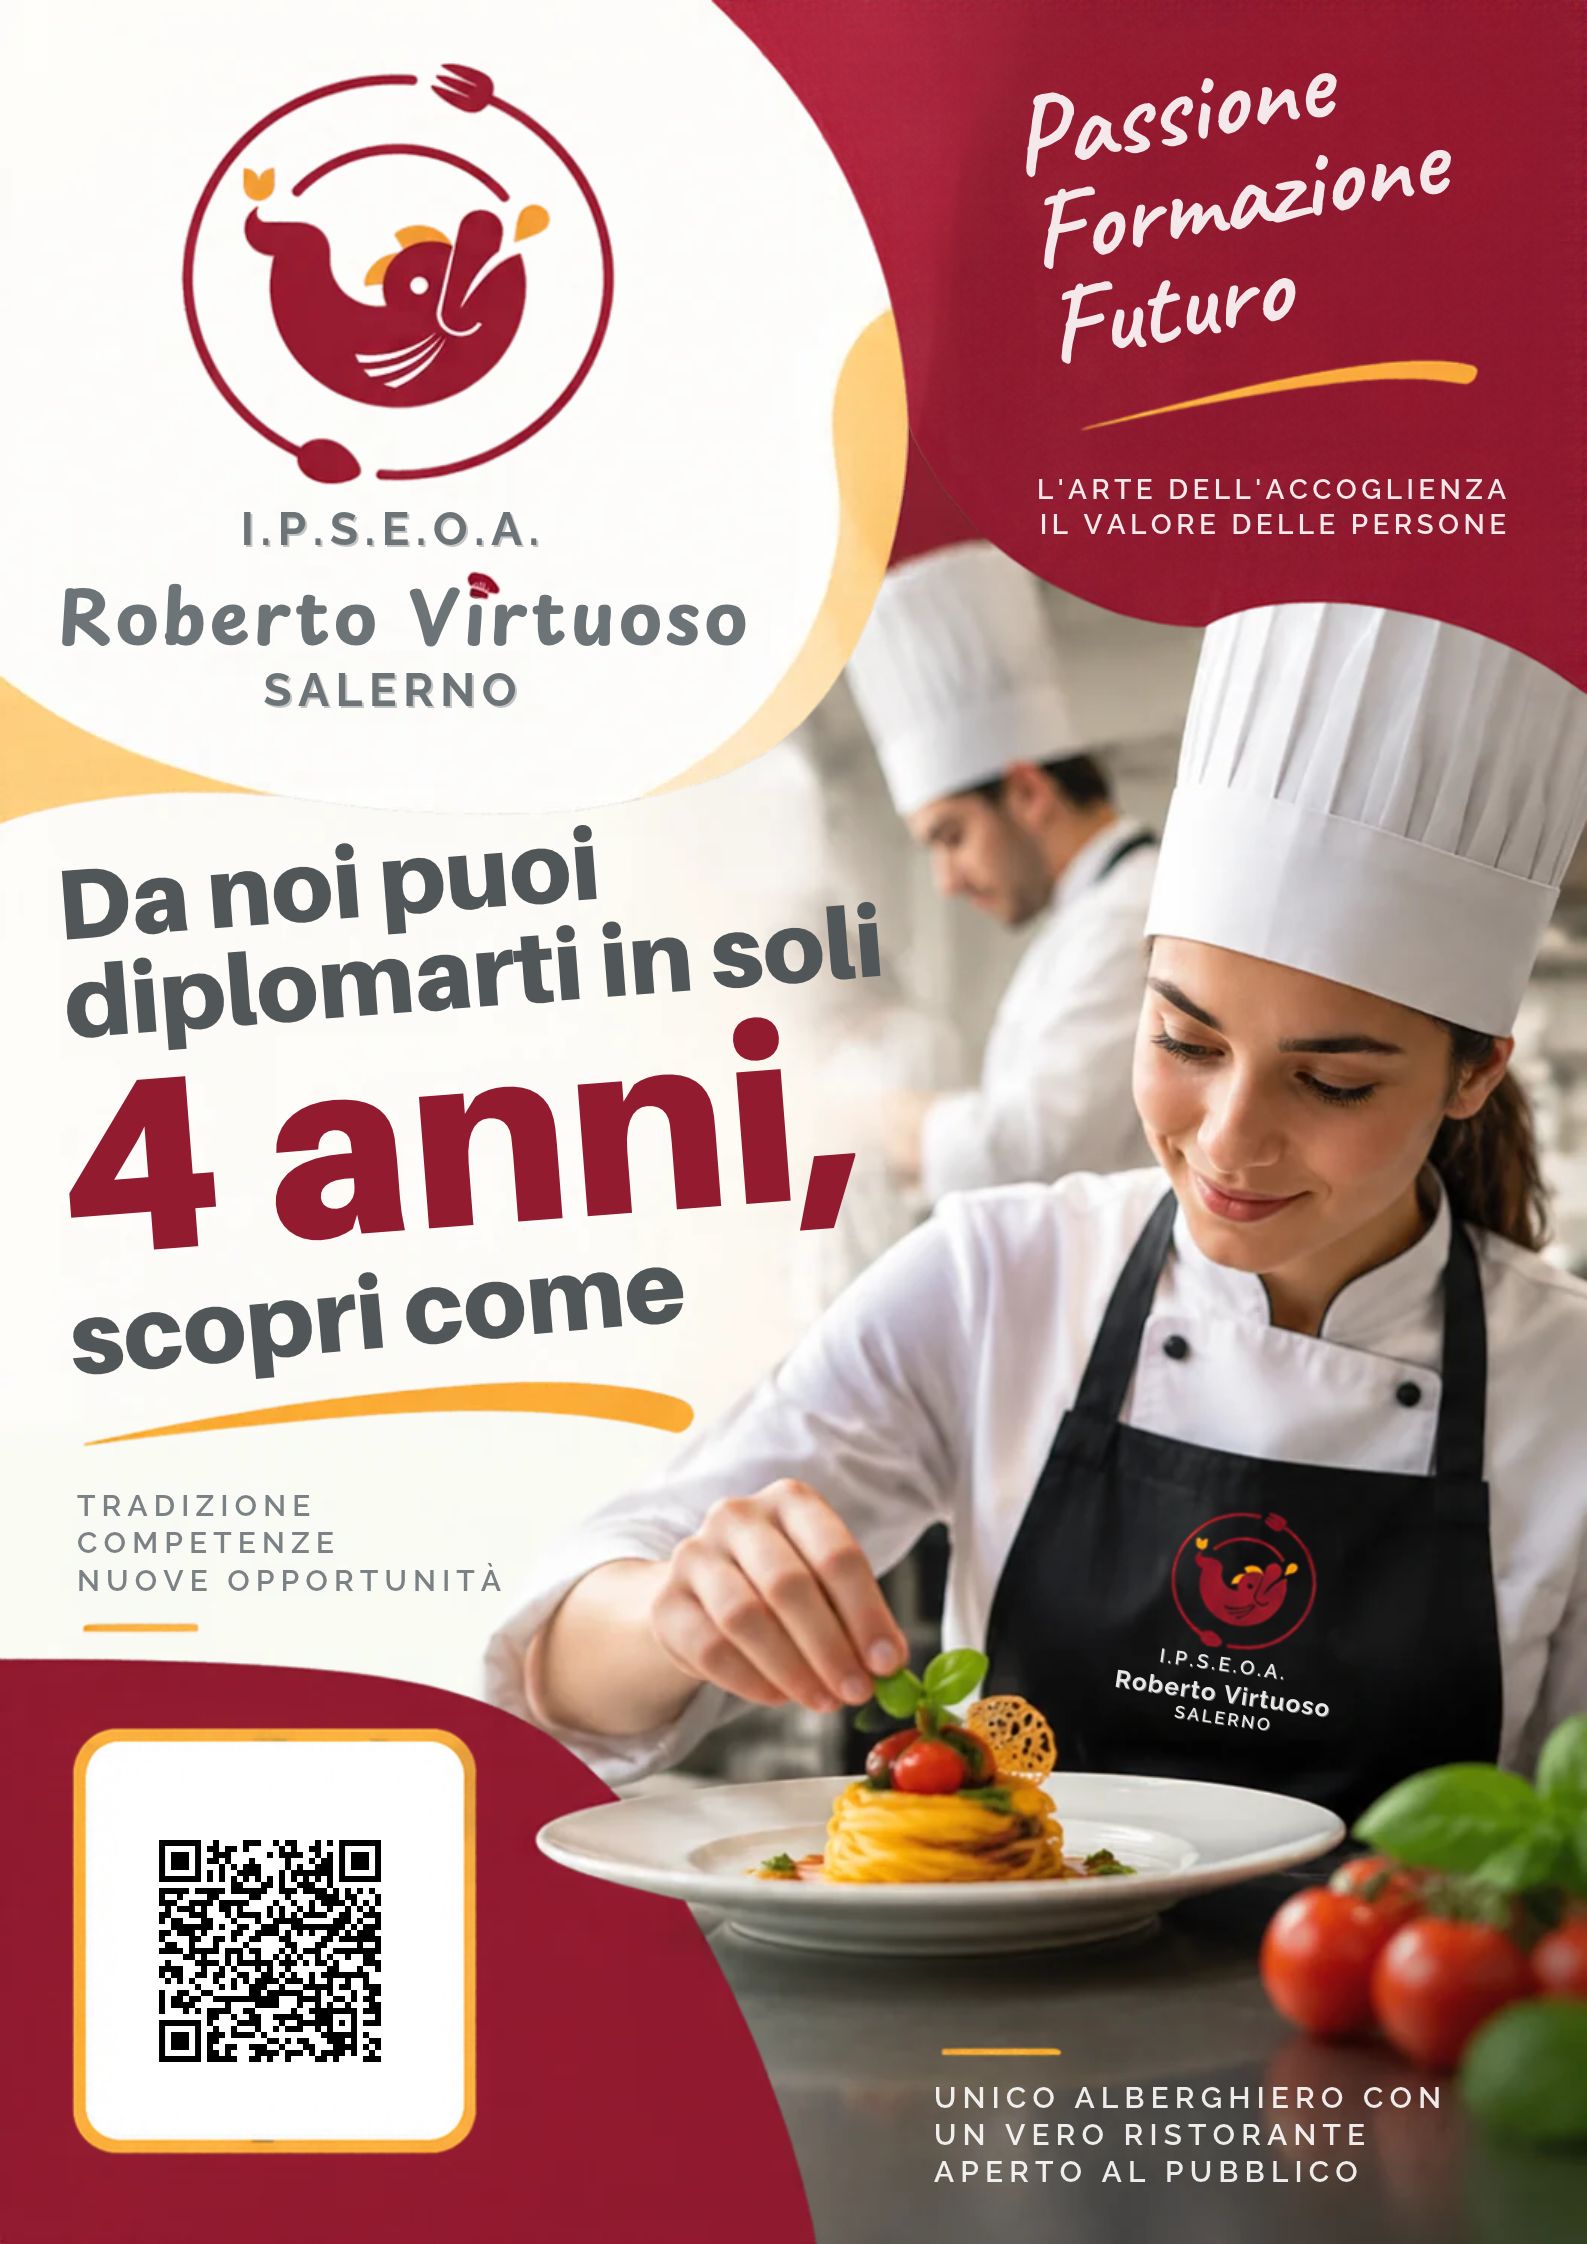 I.P.S.E.O.A.
Roberto Virtuoso
SALERNO
Passione
Formazione
Futuro
L'ARTE DELL'ACCOGLIENZA
IL VALORE DELLE PERSONE
Da noi puoi
diplomarti in soli
4 anni,
scopri come
TRADIZIONE
COMPETENZE
NUOVE OPPORTUNITÀ
I.P.S.E.O.A.
Roberto Virtuoso
SALERNO
UNICO ALBERGHIERO CON
UN VERO RISTORANTE
APERTO AL PUBBLICO